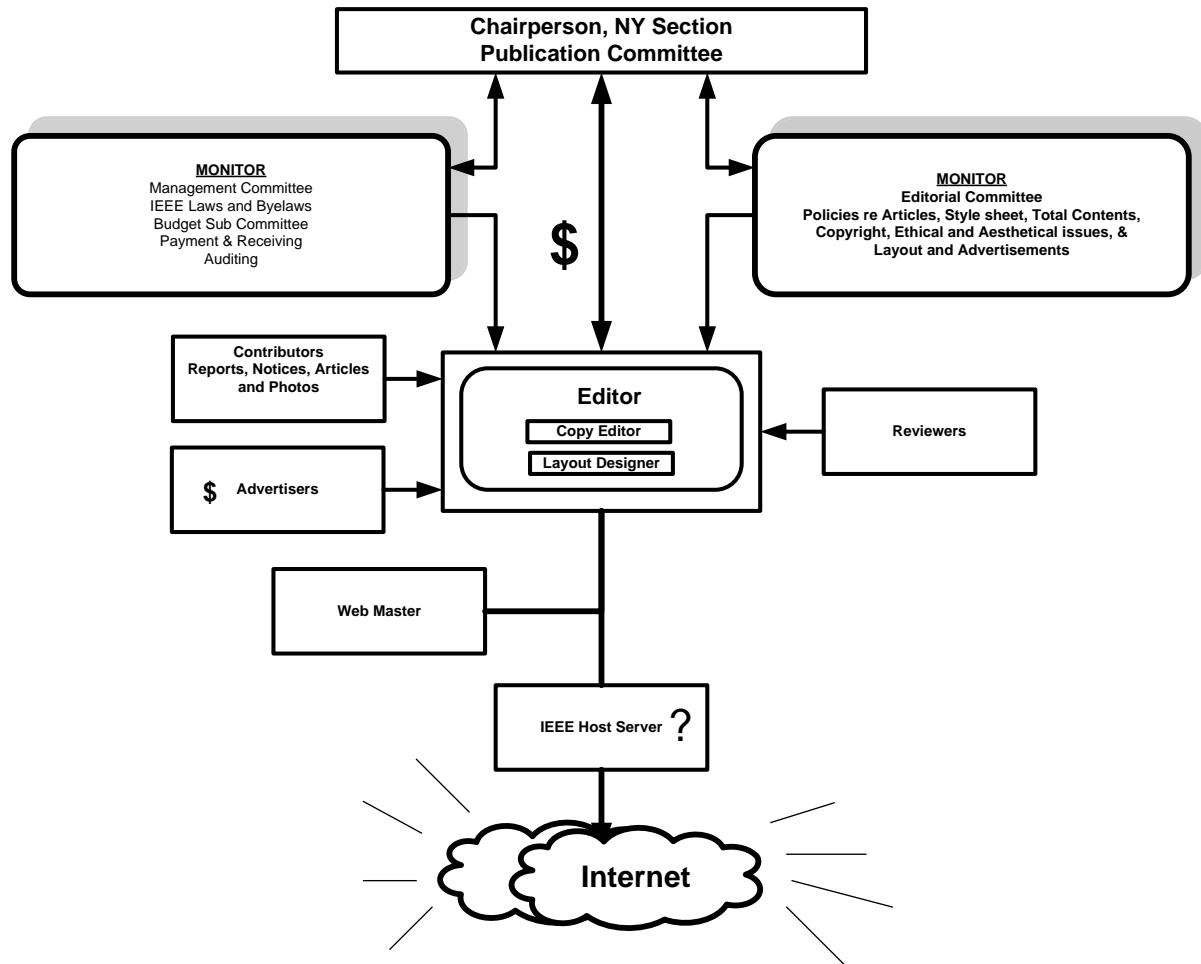 Chairperson, NY Section
Publication Committee
MONITOR
Management Committee
IEEE Laws and Byelaws
Budget Sub Committee
Payment & Receiving
Auditing
MONITOR
Editorial Committee
Policies re Articles, Style sheet, Total Contents,
Copyright, Ethical and Aesthetical issues, &
Layout and Advertisements
$
Contributors
Reports, Notices, Articles
and Photos
Editor
Copy Editor
Layout Designer
Reviewers
$ Advertisers
Web Master
IEEE Host Server ?
Internet